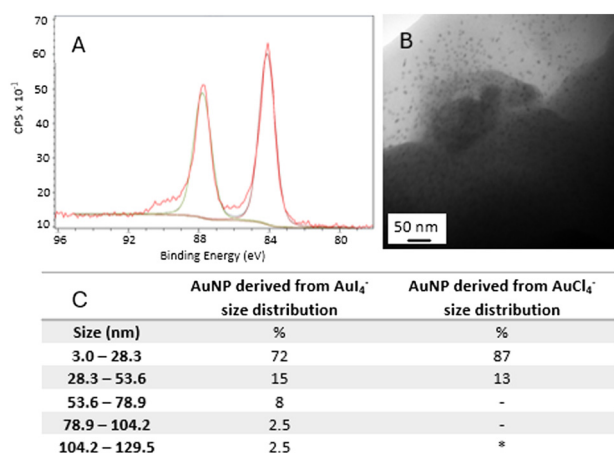 70
60
50
40
30
20
10
CPS x 10⁻¹
A
96 92 88 84 80
Binding Energy (eV)
B
50 nm
C AuNP derived from AuI₄⁻ size distribution AuNP derived from AuCl₄⁻ size distribution
Size (nm) % %
3.0 – 28.3 72 87
28.3 – 53.6 15 13
53.6 – 78.9 8 -
78.9 – 104.2 2.5 -
104.2 – 129.5 2.5 *